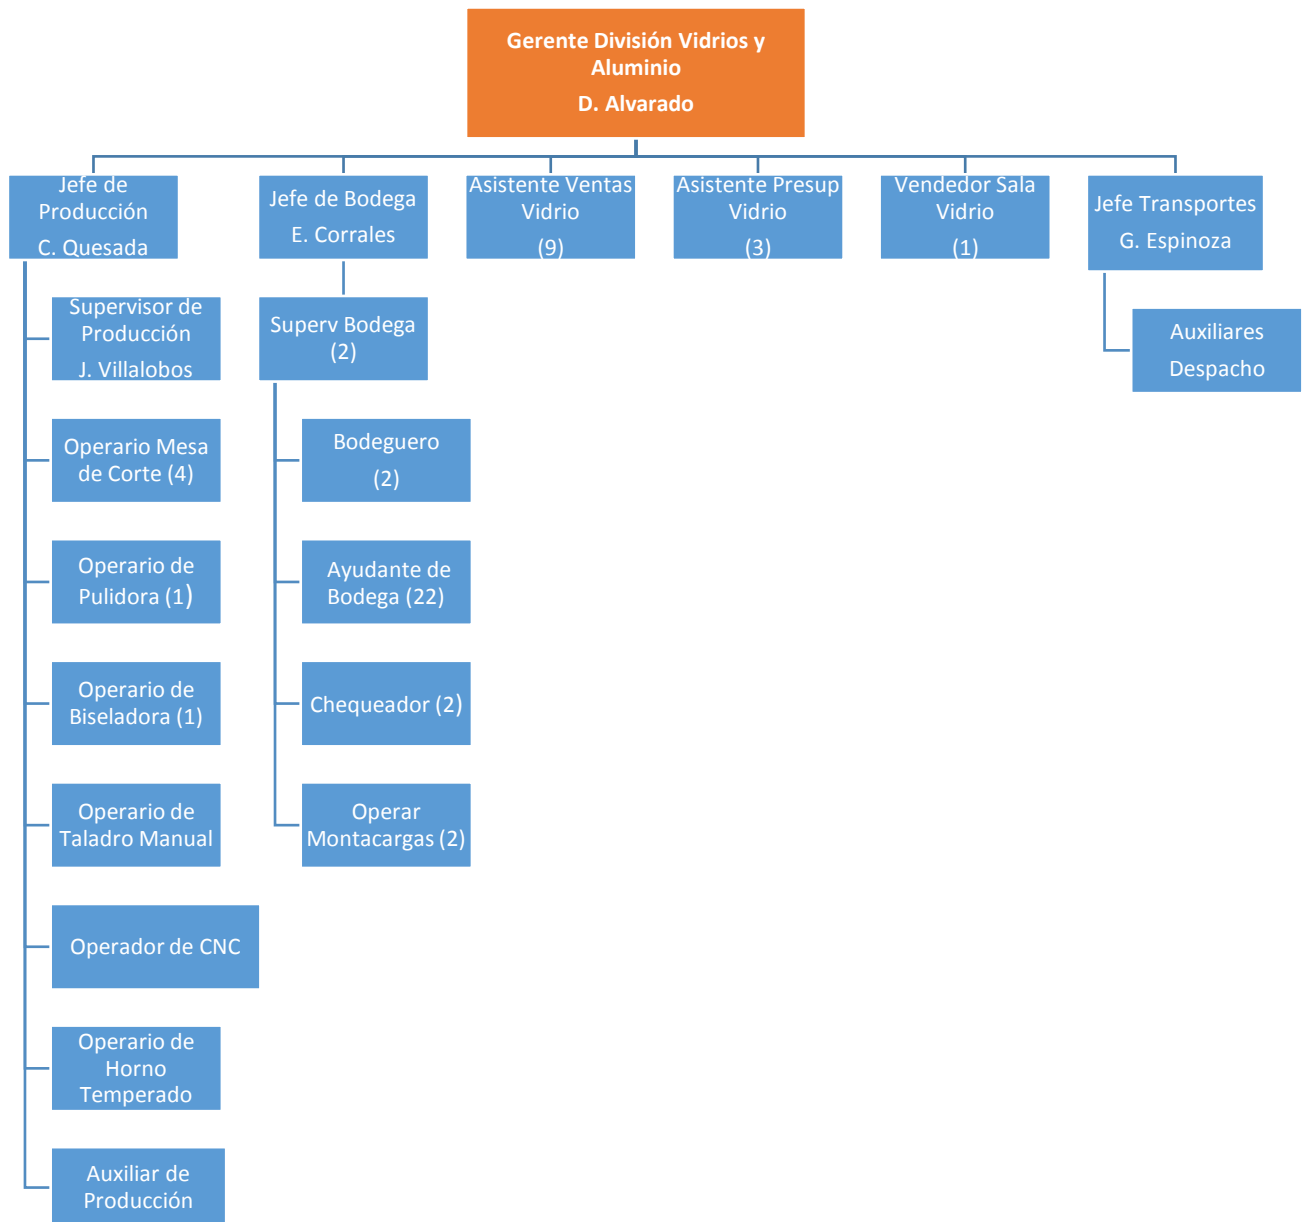 Gerente División Vidrios y
Aluminio
D. Alvarado
Jefe de
Producción
C. Quesada
Supervisor de
Producción
J. Villalobos
Operario Mesa
de Corte (4)
Operario de
Pulidora (1)
Operario de
Biseladora (1)
Operario de
Taladro Manual
Operador de CNC
Operario de
Horno
Temperado
Auxiliar de
Producción
Jefe de Bodega
E. Corrales
Superv Bodega
(2)
Bodeguero
(2)
Ayudante de
Bodega (22)
Chequeador (2)
Operar
Montacargas (2)
Asistente Ventas
Vidrio
(9)
Asistente Presup
Vidrio
(3)
Vendedor Sala
Vidrio
(1)
Jefe Transportes
G. Espinoza
Auxiliares
Despacho